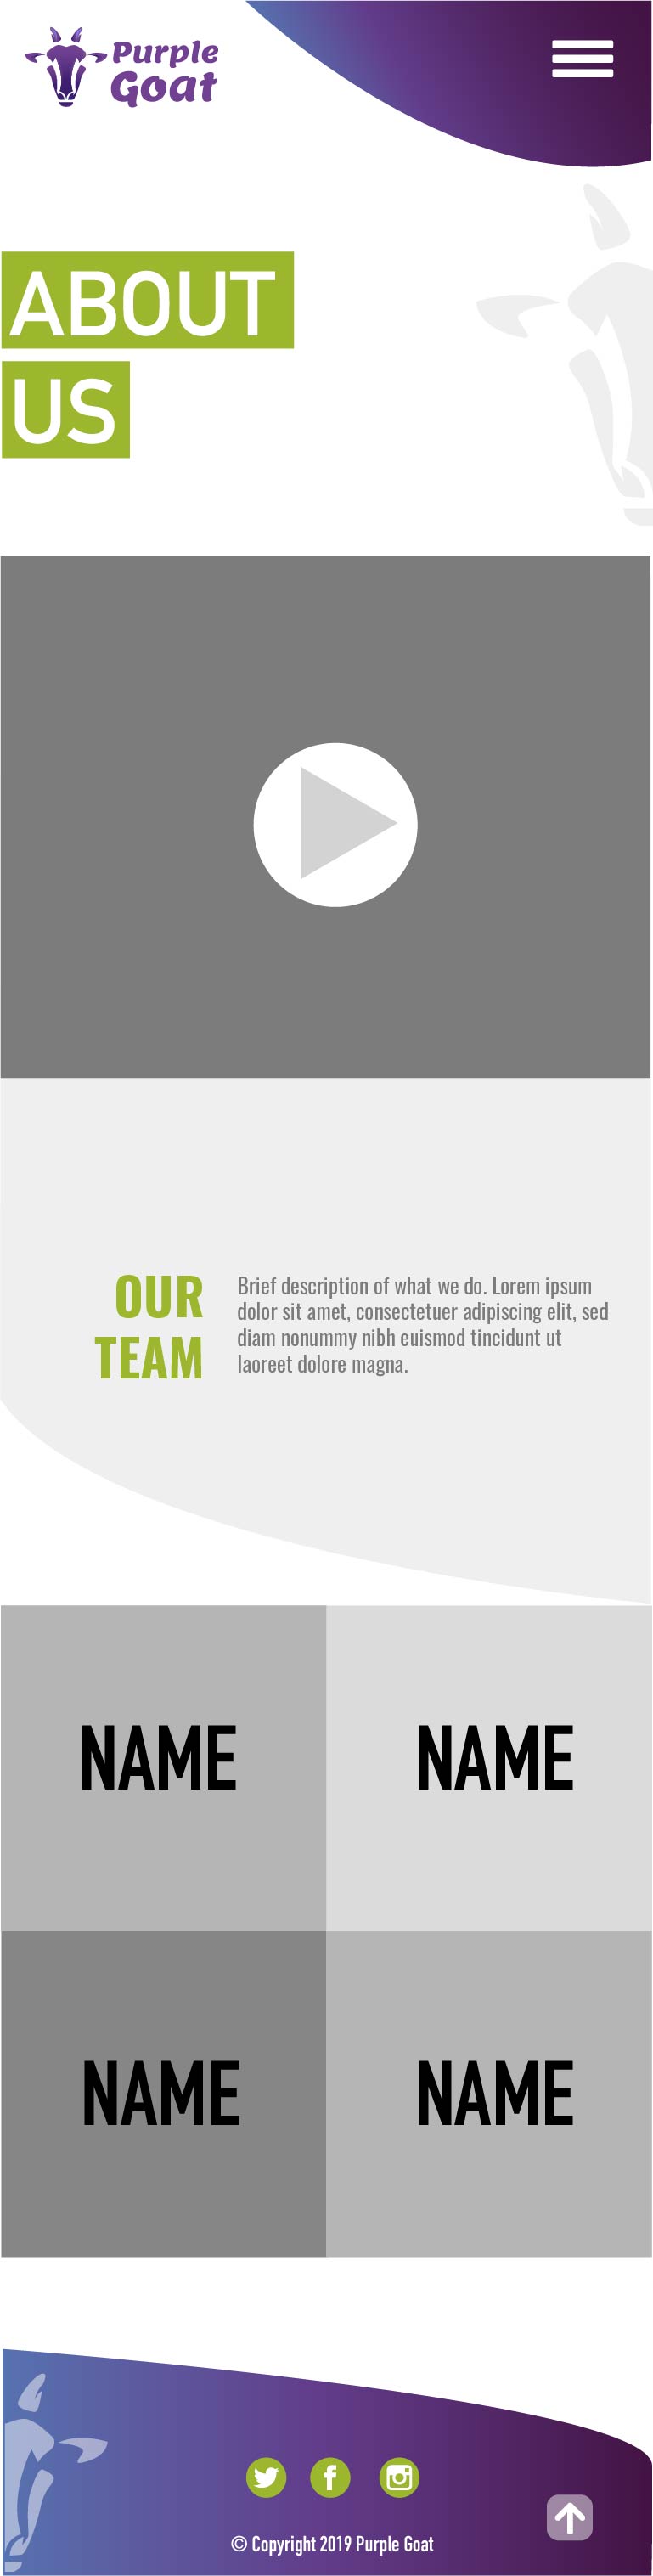 Purple
Goat
ABOUT
US
OUR
TEAM
Brief description of what we do. Lorem ipsum
dolor sit amet, consectetuer adipiscing elit, sed
diam nonummy nibh euismod tincidunt ut
laoreet dolore magna.
NAME
NAME
NAME
NAME
© Copyright 2019 Purple Goat